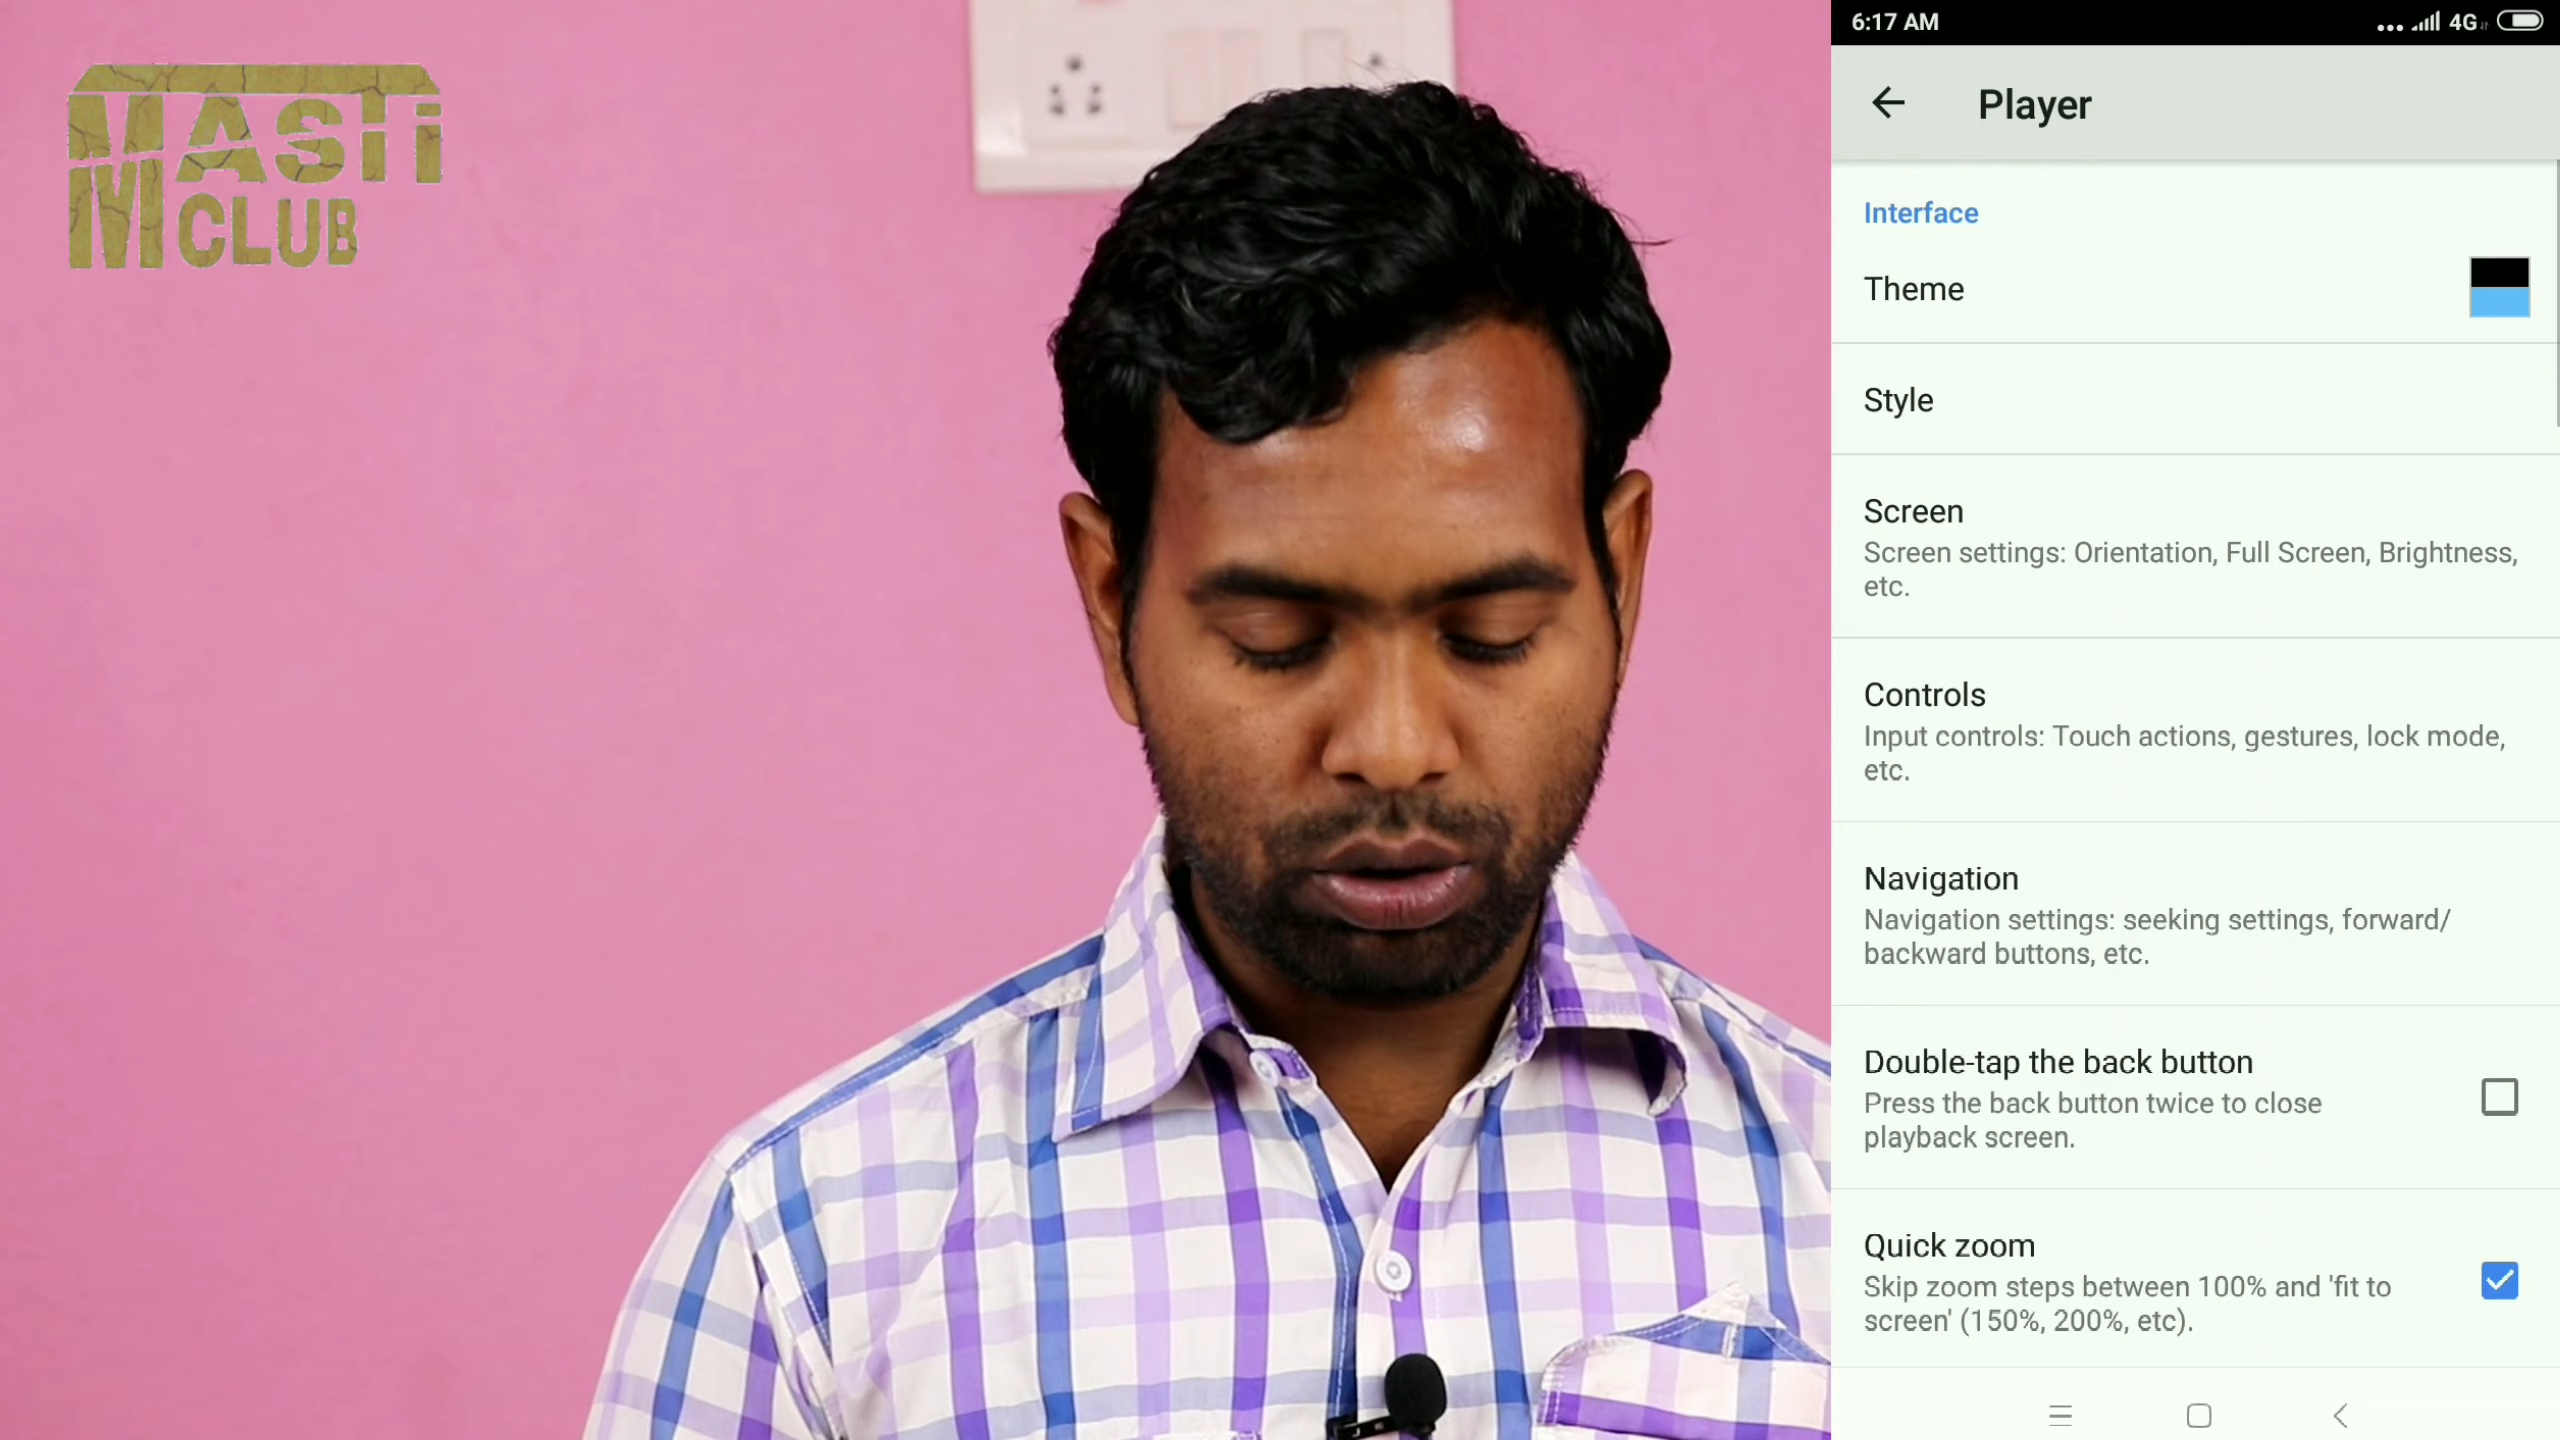 MASTi
M CLUB
6:17 AM
4G
Player
Interface
Theme
Style
Screen
Screen settings: Orientation, Full Screen, Brightness,
etc.
Controls
Input controls: Touch actions, gestures, lock mode,
etc.
Navigation
Navigation settings: seeking settings, forward/
backward buttons, etc.
Double-tap the back button
Press the back button twice to close
playback screen.
Quick zoom
Skip zoom steps between 100% and 'fit to
screen' (150%, 200%, etc).